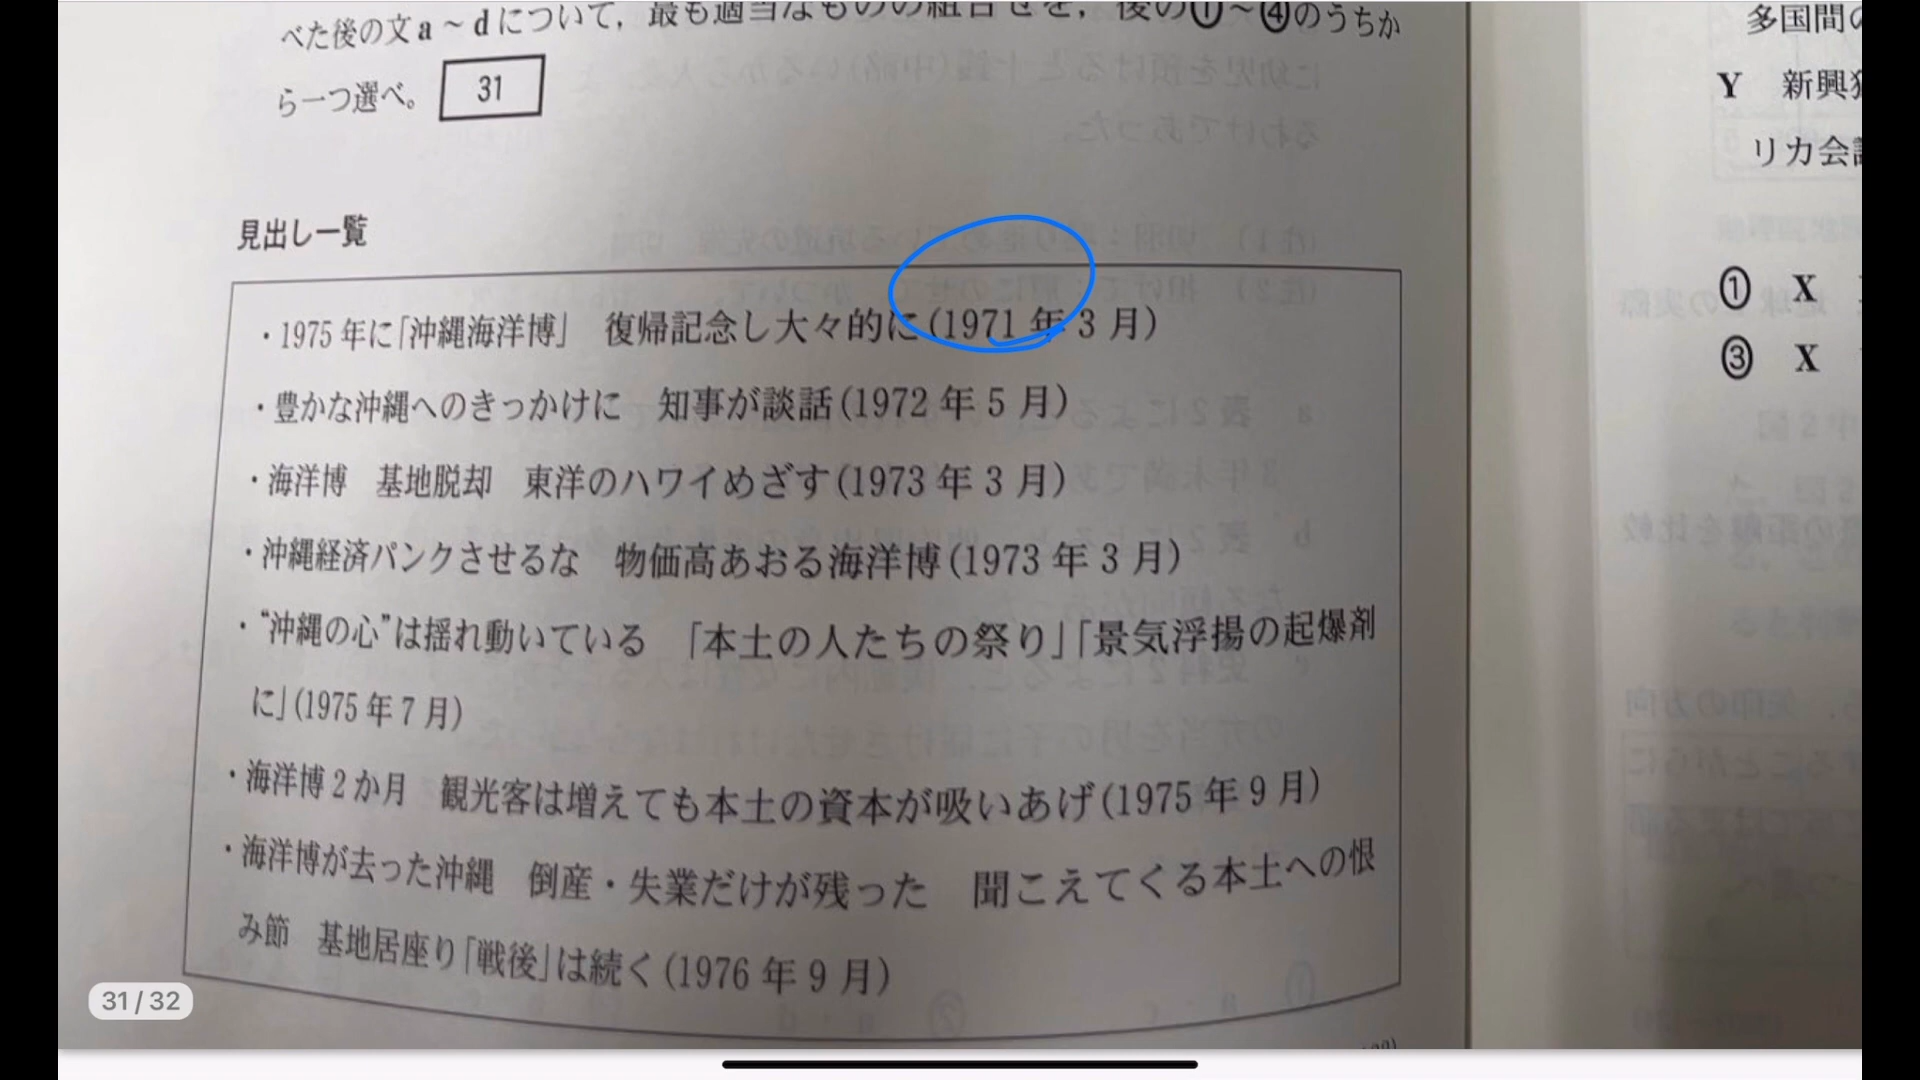 べた後の文a～dについて，最も適当なものの組合せを，後の①～④のうちか
ら一つ選べ。 31
見出し一覧
・1975年に「沖縄海洋博」　復帰記念し大々的に(1971年3月)
・豊かな沖縄へのきっかけに　知事が談話(1972年5月)
・海洋博　基地脱却　東洋のハワイめざす(1973年3月)
・沖縄経済パンクさせるな　物価高あおる海洋博(1973年3月)
・“沖縄の心”は揺れ動いている　「本土の人たちの祭り」「景気浮揚の起爆剤
に」(1975年7月)
・海洋博2か月　観光客は増えても本土の資本が吸いあげ(1975年9月)
・海洋博が去った沖縄　倒産・失業だけが残った　聞こえてくる本土への恨
み節　基地居座り「戦後」は続く(1976年9月)
多国間の
Y　新興
リカ会
①　X
③　X
31/32